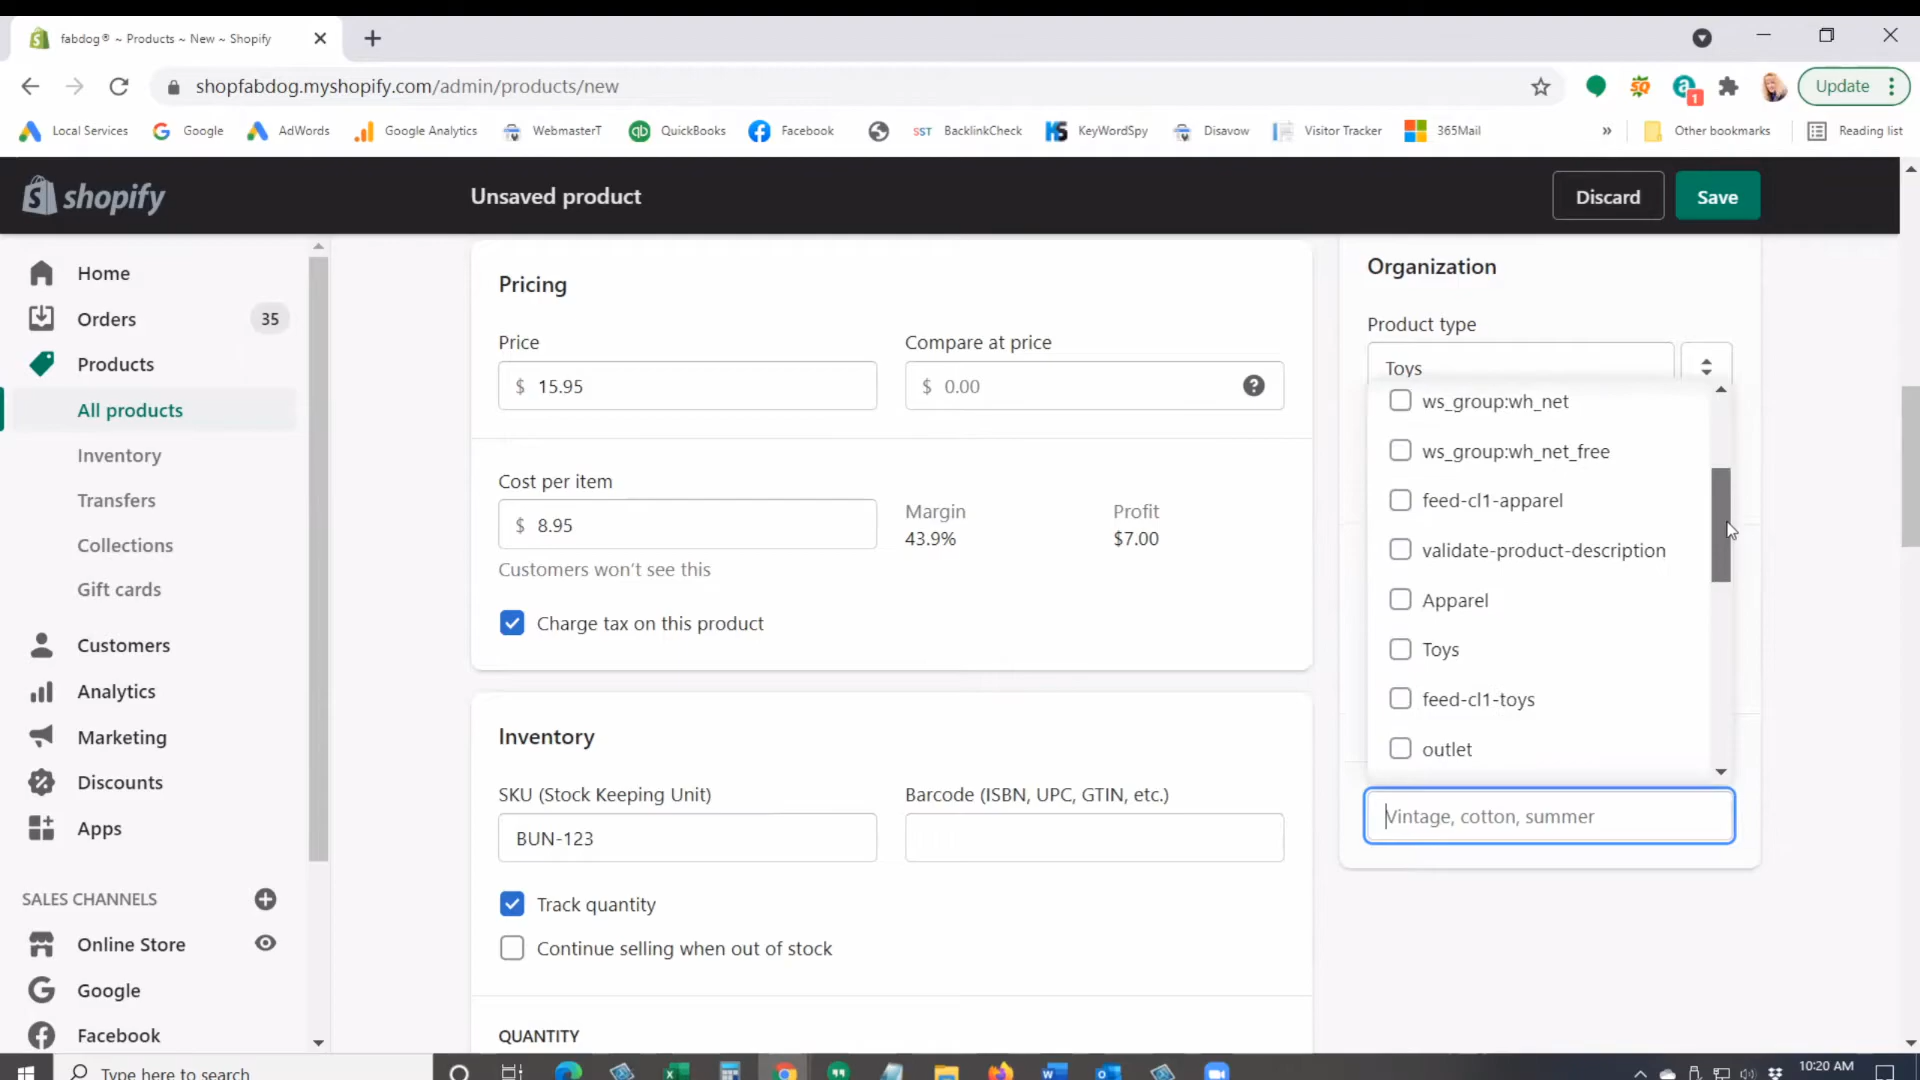 fabdog® ~ Products ~ New ~ Shopify
shopfabdog.myshopify.com/admin/products/new
1
Update
Local Services
Google
AdWords
Google Analytics
WebmasterT
QuickBooks
Facebook
SST BacklinkCheck
KeyWordSpy
Disavow
Visitor Tracker
365Mail
»
Other bookmarks
Reading list
shopify
Unsaved product
Discard
Save
Home
Orders
35
Products
All products
Inventory
Transfers
Collections
Gift cards
Customers
Analytics
Marketing
Discounts
Apps
SALES CHANNELS
Online Store
Google
Facebook
Pricing
Price
$ 15.95
Compare at price
$ 0.00
Cost per item
$ 8.95
Margin
43.9%
Profit
$7.00
Customers won't see this
Charge tax on this product
Inventory
SKU (Stock Keeping Unit)
BUN-123
Barcode (ISBN, UPC, GTIN, etc.)
Track quantity
Continue selling when out of stock
QUANTITY
Organization
Product type
Toys
ws_group:wh_net
ws_group:wh_net_free
feed-cl1-apparel
validate-product-description
Apparel
Toys
feed-cl1-toys
outlet
Vintage, cotton, summer
Type here to search
10:20 AM